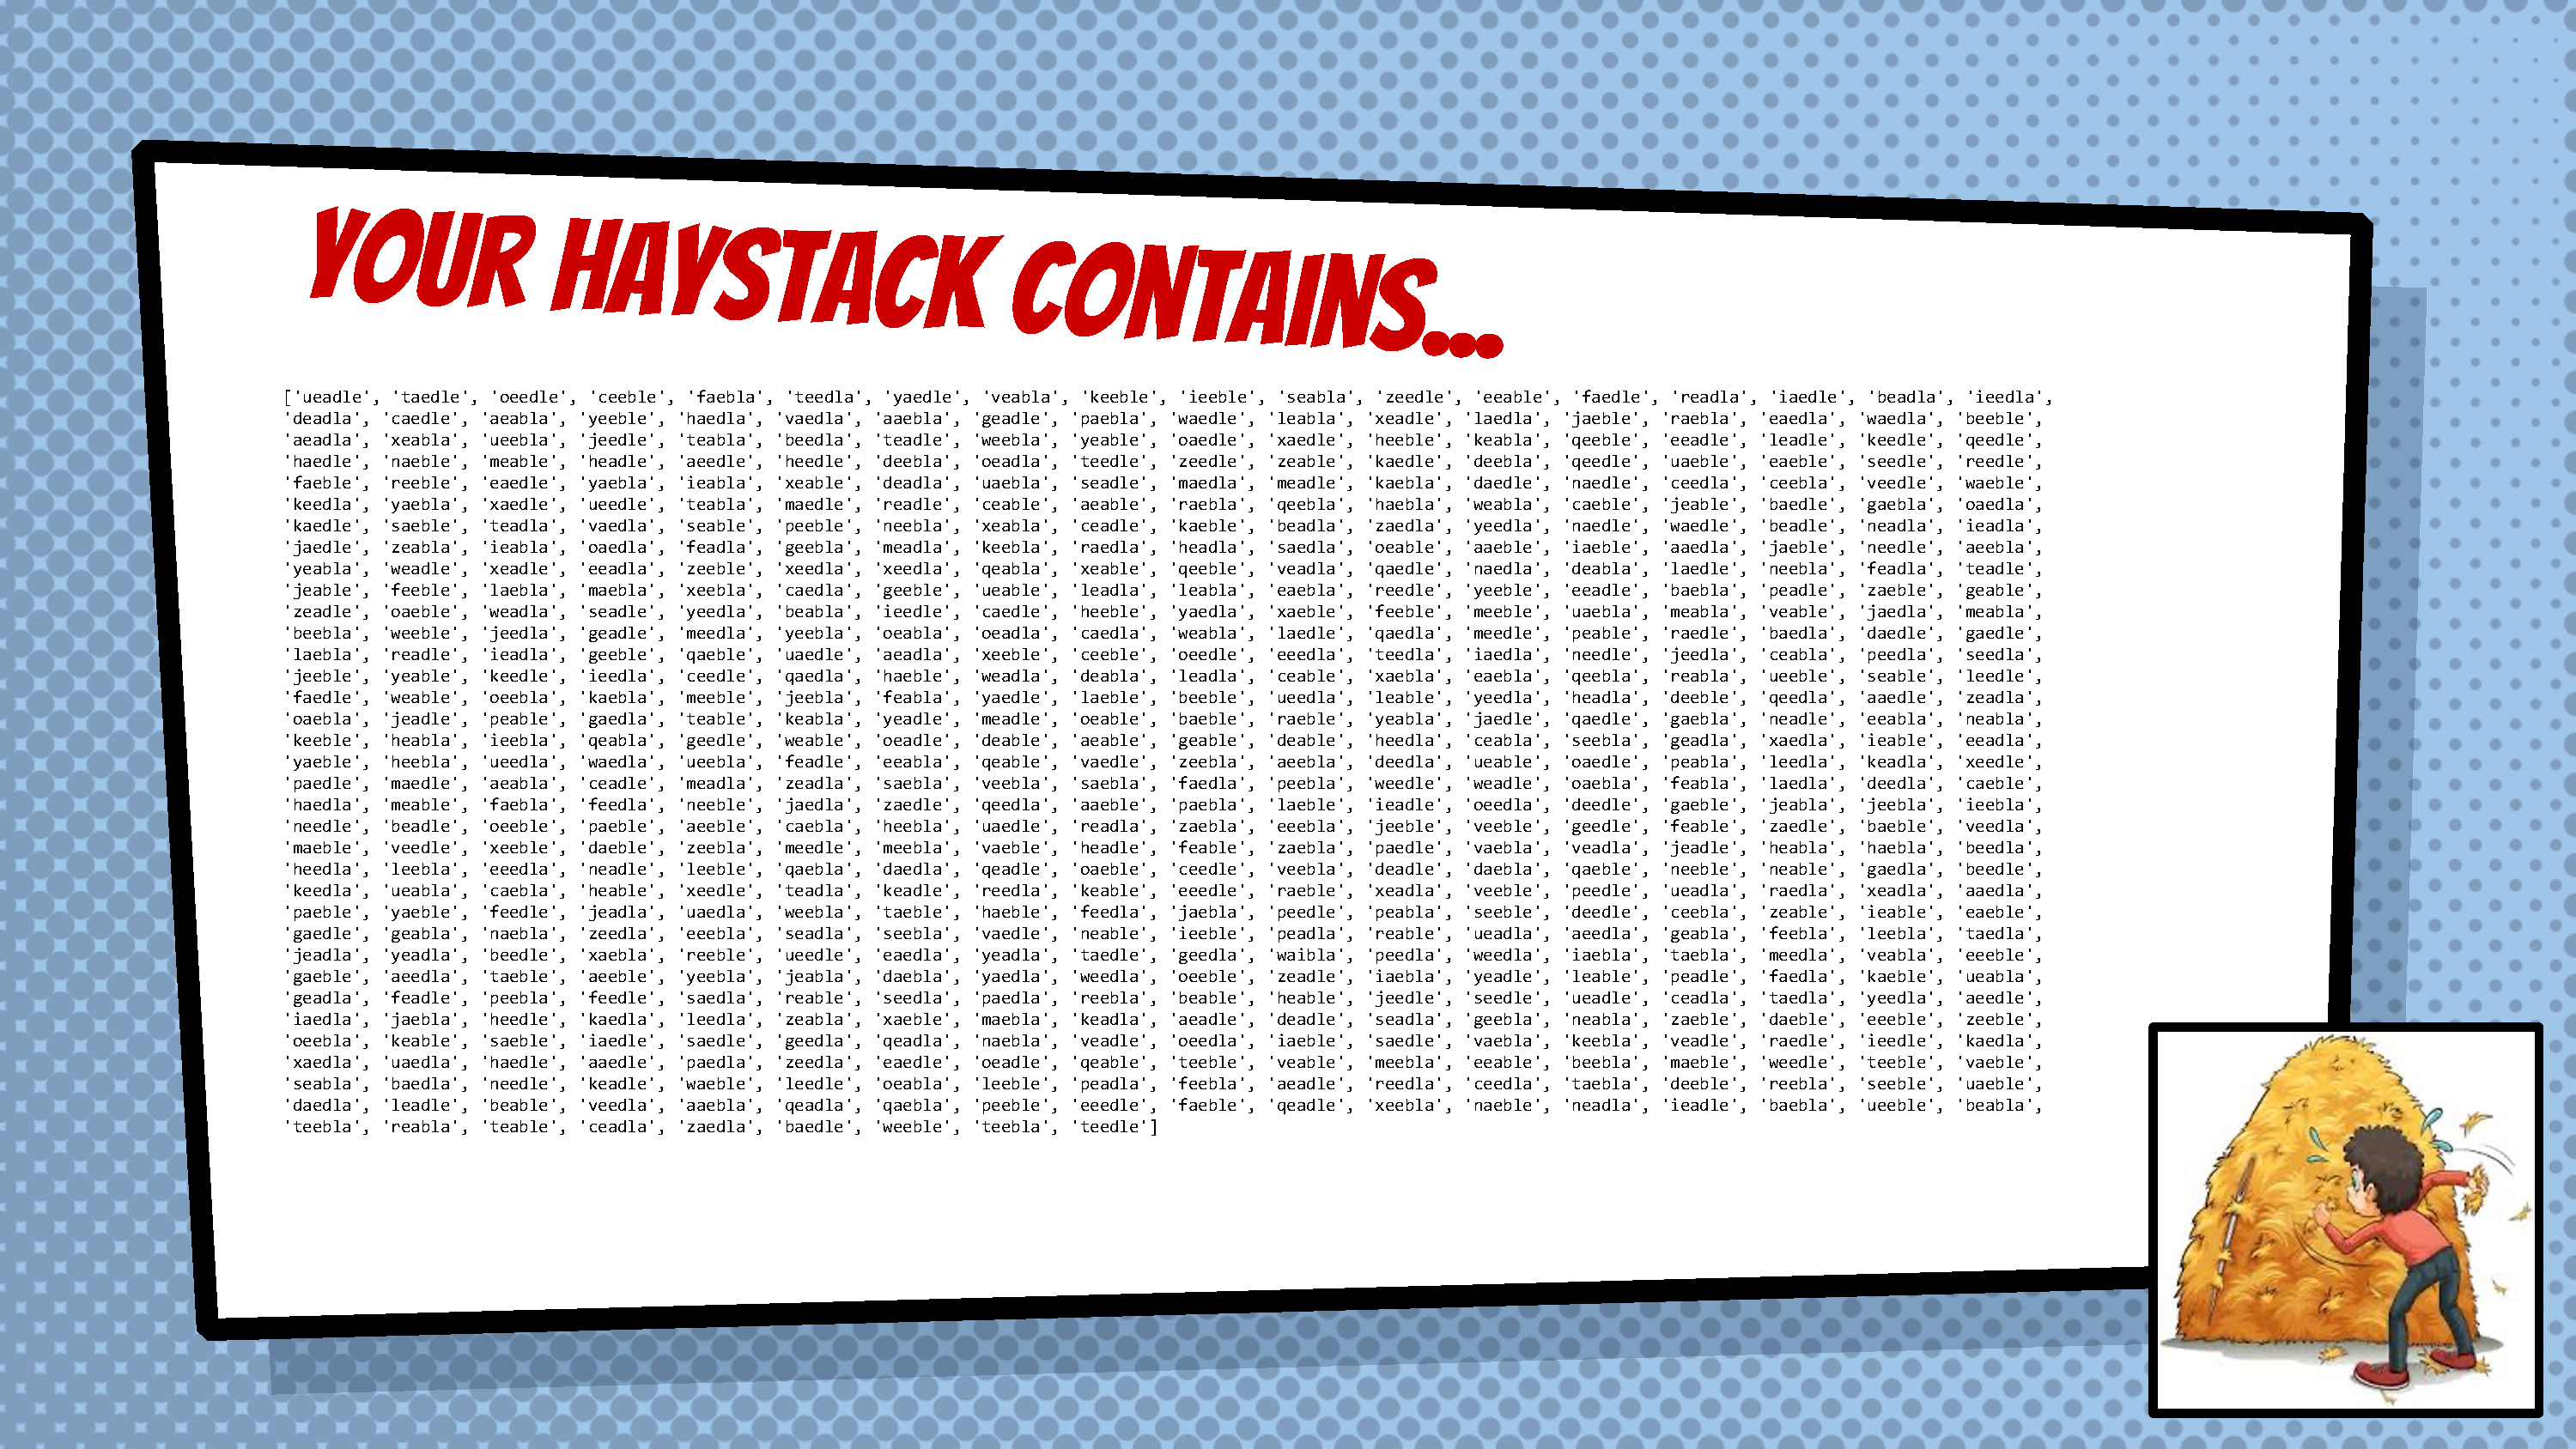 YOUR HAYSTACK CONTAINS...
['ueadle', 'taedle', 'oeedle', 'ceeble', 'faebla', 'teedla', 'yaedle', 'veabla', 'keeble', 'ieeble', 'seabla', 'zeedle', 'eeable', 'faedle', 'readla', 'iaedle', 'beadla', 'ieedla',
'deadla', 'caedle', 'aeabla', 'yeeble', 'haedla', 'vaedla', 'aaebla', 'geadle', 'paeble', 'waedle', 'leabla', 'xeadle', 'laedla', 'jaeble', 'raebla', 'eaedla', 'waedla', 'beeble',
'aeadla', 'xeabla', 'ueebla', 'jeedle', 'teabla', 'beedla', 'teadle', 'weebla', 'yeable', 'oaedle', 'xaedle', 'heeble', 'keabla', 'qeeble', 'eeadle', 'leadle', 'keedle', 'qeedle',
'haedle', 'naeble', 'meable', 'headle', 'aeedle', 'heedle', 'deebla', 'oeadla', 'teedle', 'zeedle', 'zeable', 'kaedle', 'deebla', 'qeedle', 'uaeble', 'eaeble', 'seedle', 'reedle',
'faeble', 'reeble', 'eaedle', 'yaebla', 'ieabla', 'xeable', 'deadla', 'uaebla', 'seadle', 'maedla', 'meadle', 'kaebla', 'daedle', 'naedle', 'ceedla', 'ceebla', 'veedle', 'waeble',
'keedla', 'yaebla', 'xaedle', 'ueedle', 'teabla', 'maedle', 'readle', 'ceable', 'aeable', 'raebla', 'qeebla', 'haebla', 'weabla', 'caeble', 'jeable', 'baedle', 'gaebla', 'oaedla',
'kaedle', 'saeble', 'teadla', 'vaedla', 'seable', 'peeble', 'neebla', 'xeabla', 'ceadle', 'kaeble', 'beadla', 'zaedla', 'yeedla', 'naedle', 'waedle', 'beadle', 'neadla', 'ieadla',
'jaedle', 'zeabla', 'ieabla', 'oaedla', 'feadla', 'geebla', 'meadla', 'keebla', 'raedla', 'headla', 'saedla', 'oeable', 'aaeble', 'iaeble', 'aaedla', 'jaeble', 'needle', 'aeebla',
'yeabla', 'weadle', 'xeadle', 'eeadla', 'zeeble', 'xeedla', 'xeedla', 'qeabla', 'xeable', 'qeeble', 'veadla', 'qaedle', 'naedla', 'deabla', 'laedle', 'neebla', 'feadla', 'teadle',
'jeable', 'feeble', 'laebla', 'maebla', 'xeebla', 'caedla', 'geeble', 'ueable', 'leadla', 'leabla', 'eaebla', 'reedle', 'yeeble', 'eeadle', 'baebla', 'peadle', 'zaeble', 'geable',
'zeadle', 'oaeble', 'weadla', 'seadle', 'yeedla', 'beabla', 'ieedle', 'caedle', 'heeble', 'yaedla', 'xaeble', 'feeble', 'meeble', 'uaebla', 'meabla', 'veable', 'jaedla', 'meabla',
'beebla', 'weeble', 'jeedla', 'geadle', 'meedla', 'yeebla', 'oeabla', 'oeadla', 'caedla', 'weabla', 'laedle', 'qaedla', 'meedle', 'peable', 'raedle', 'baedla', 'daedle', 'gaedle',
'laebla', 'readle', 'ieadla', 'geeble', 'qaeble', 'uaedle', 'aeadla', 'xeeble', 'ceeble', 'oeedle', 'eeedla', 'teedla', 'iaedla', 'needle', 'jeedla', 'ceabla', 'peedla', 'seedla',
'jeeble', 'yeable', 'keedle', 'ieedla', 'ceedle', 'qaedla', 'haeble', 'weadla', 'deabla', 'leadla', 'ceable', 'xaebla', 'eaebla', 'qeebla', 'reabla', 'ueeble', 'seable', 'leedle',
'faedle', 'weable', 'oeebla', 'kaebla', 'meeble', 'jeebla', 'feabla', 'yaedle', 'laeble', 'beeble', 'ueedla', 'leable', 'yeedla', 'headla', 'deeble', 'qeedla', 'aaedle', 'zeadla',
'oaebla', 'jeadle', 'peable', 'gaedla', 'teable', 'keabla', 'yeadle', 'meadle', 'oeable', 'baeble', 'raeble', 'yeabla', 'jaedle', 'qaedle', 'gaebla', 'neadle', 'eeabla', 'neabla',
'keeble', 'heabla', 'ieebla', 'qeabla', 'geedle', 'weable', 'oeadle', 'deable', 'aeable', 'geable', 'deable', 'heedla', 'ceabla', 'seebla', 'geadla', 'xaedla', 'ieable', 'eeadla',
'yaeble', 'heebla', 'ueedla', 'waedla', 'ueebla', 'feadle', 'eeabla', 'qeable', 'vaedle', 'zeebla', 'aeebla', 'deedla', 'ueable', 'oaedle', 'peabla', 'leedla', 'keadla', 'xeedle',
'paedle', 'maedle', 'aeabla', 'ceadle', 'meadla', 'zeadla', 'saebla', 'veebla', 'saebla', 'faedla', 'peebla', 'weedle', 'weadle', 'oaebla', 'feabla', 'laedla', 'deedla', 'caeble',
'haedla', 'meable', 'faebla', 'feedla', 'neeble', 'jaedla', 'zaedle', 'qeedla', 'aaeble', 'paebla', 'laeble', 'ieadle', 'oeedla', 'deedle', 'gaeble', 'jeabla', 'jeebla', 'ieebla',
'needle', 'beadle', 'oeeble', 'paeble', 'aeeble', 'caebla', 'heebla', 'uaedle', 'readla', 'zaebla', 'eeebla', 'jeeble', 'veeble', 'geedle', 'feable', 'zaedle', 'baeble', 'veedla',
'maeble', 'veedle', 'xeeble', 'daeble', 'zeebla', 'meedle', 'meebla', 'vaeble', 'headle', 'feable', 'zaebla', 'paedle', 'vaebla', 'veadla', 'jeadle', 'heabla', 'haebla', 'beedla',
'heedla', 'leebla', 'eeedla', 'neadle', 'leeble', 'qaebla', 'daedla', 'qeadle', 'oaeble', 'ceedle', 'veebla', 'deadle', 'daebla', 'qaeble', 'neeble', 'neable', 'gaedla', 'beedle',
'keedla', 'ueabla', 'caebla', 'heable', 'xeedle', 'teadla', 'keadle', 'reedla', 'keable', 'eeedle', 'raeble', 'xeadla', 'veeble', 'peedle', 'ueadla', 'raedla', 'xeadla', 'aaedla',
'paeble', 'yaeble', 'feedle', 'jeadla', 'uaedla', 'weebla', 'taeble', 'haeble', 'feedla', 'jaebla', 'peedle', 'peabla', 'seeble', 'deedle', 'ceebla', 'zeable', 'ieable', 'eaeble',
'gaedle', 'geabla', 'naebla', 'zeedla', 'eeebla', 'seadla', 'seebla', 'vaedle', 'neable', 'ieeble', 'peadla', 'reable', 'ueadla', 'aeedla', 'geabla', 'feebla', 'leebla', 'taedla',
'jeadla', 'yeadla', 'beedle', 'xaebla', 'reeble', 'ueedle', 'eaedla', 'yeadla', 'taedle', 'geedla', 'waibla', 'peedla', 'weedla', 'iaebla', 'taebla', 'meedla', 'veabla', 'eeeble',
'gaeble', 'aeedla', 'taeble', 'aeeble', 'yeebla', 'jeabla', 'daebla', 'yaedla', 'weedla', 'oeeble', 'zeadle', 'iaebla', 'yeadle', 'leable', 'peadle', 'faedla', 'kaeble', 'ueabla',
'geadla', 'feadle', 'peebla', 'feedle', 'saedla', 'reable', 'seedla', 'paedla', 'reebla', 'beable', 'heable', 'jeedle', 'seedle', 'ueadle', 'ceadla', 'taedla', 'yeedla', 'aeedle',
'iaedla', 'jaebla', 'heedle', 'kaedla', 'leedla', 'zeabla', 'xaeble', 'maebla', 'keadla', 'aeadle', 'deadle', 'seadla', 'geebla', 'neabla', 'zaeble', 'daeble', 'eeeble', 'zeeble',
'oeebla', 'keable', 'saeble', 'iaedle', 'saedle', 'geedla', 'qeadla', 'naebla', 'veadle', 'oeedla', 'iaeble', 'saedle', 'vaebla', 'keebla', 'veadle', 'raedle', 'ieedle', 'kaedla',
'xaedla', 'uaedla', 'haedle', 'aaedle', 'paedla', 'zeedla', 'eaedle', 'oeadle', 'qeable', 'teeble', 'veable', 'meebla', 'eeable', 'beebla', 'maeble', 'weedle', 'teeble', 'vaeble',
'seabla', 'baedla', 'needle', 'keadle', 'waeble', 'leedle', 'oeabla', 'leeble', 'peadla', 'feebla', 'aeadle', 'reedla', 'ceedla', 'taebla', 'deeble', 'reebla', 'seeble', 'uaeble',
'daedla', 'leadle', 'beable', 'veedla', 'aaebla', 'qeadla', 'qaebla', 'peeble', 'eeedle', 'faeble', 'qeadle', 'xeebla', 'naeble', 'neadla', 'ieadle', 'baebla', 'ueeble', 'beabla',
'teebla', 'reabla', 'teable', 'ceadla', 'zaedla', 'baedle', 'weeble', 'teebla', 'teedle']